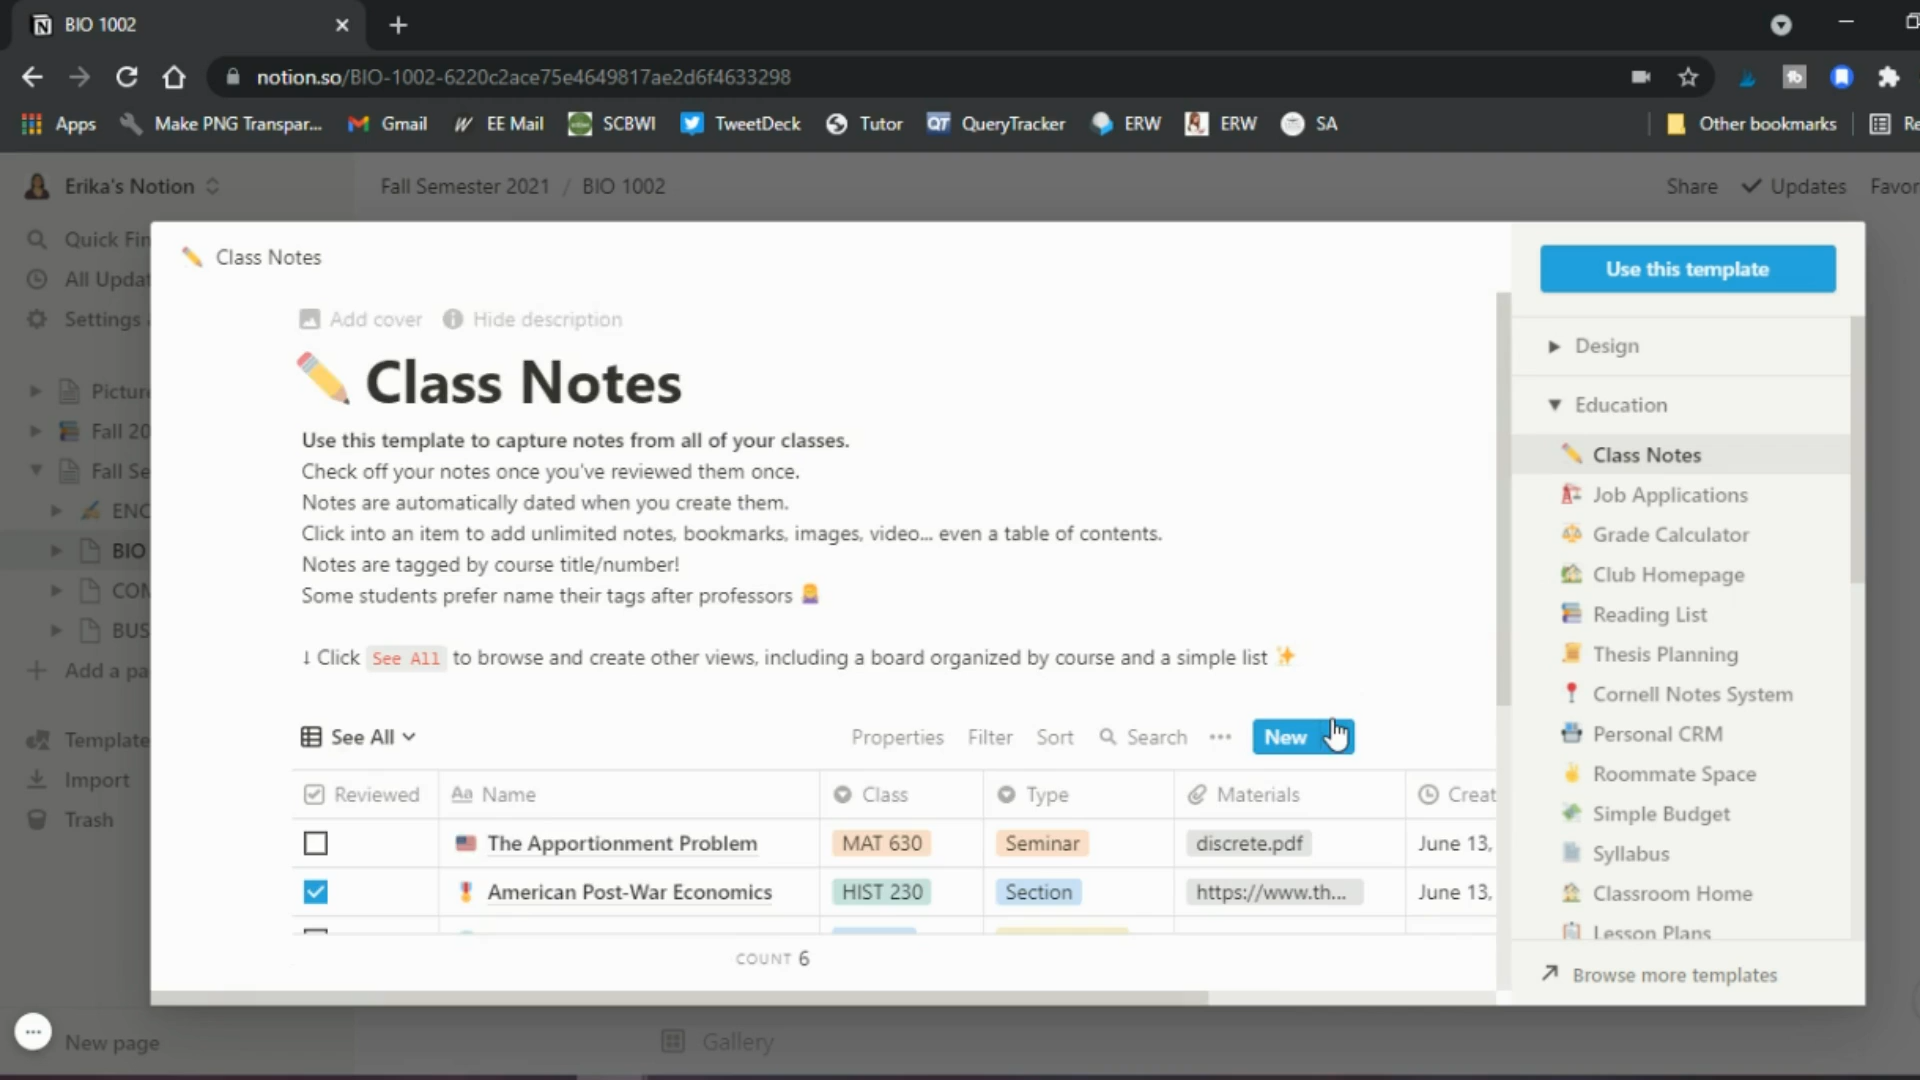 BIO 1002
notion.so/BIO-1002-6220c2ace75e4649817ae2d6f4633298
Apps Make PNG Transpar... Gmail EE Mail SCBWI TweetDeck Tutor QueryTracker ERW ERW SA Other bookmarks Re
Erika's Notion Fall Semester 2021 / BIO 1002 Share Updates Favor
Quick Fin
All Updat
Settings
Picture
Fall 20
Fall Se
ENC
BIO
COM
BUS
Add a pa
Template
Import
Trash
New page
Class Notes
Add cover Hide description
Class Notes
Use this template to capture notes from all of your classes.
Check off your notes once you've reviewed them once.
Notes are automatically dated when you create them.
Click into an item to add unlimited notes, bookmarks, images, video... even a table of contents.
Notes are tagged by course title/number!
Some students prefer name their tags after professors
↓ Click See All to browse and create other views, including a board organized by course and a simple list
See All Properties Filter Sort Search ••• New
Reviewed Aa Name Class Type Materials Creat
The Apportionment Problem MAT 630 Seminar discrete.pdf June 13,
American Post-War Economics HIST 230 Section https://www.th... June 13,
COUNT 6
Use this template
Design
Education
Class Notes
Job Applications
Grade Calculator
Club Homepage
Reading List
Thesis Planning
Cornell Notes System
Personal CRM
Roommate Space
Simple Budget
Syllabus
Classroom Home
Lesson Plans
Browse more templates
Gallery